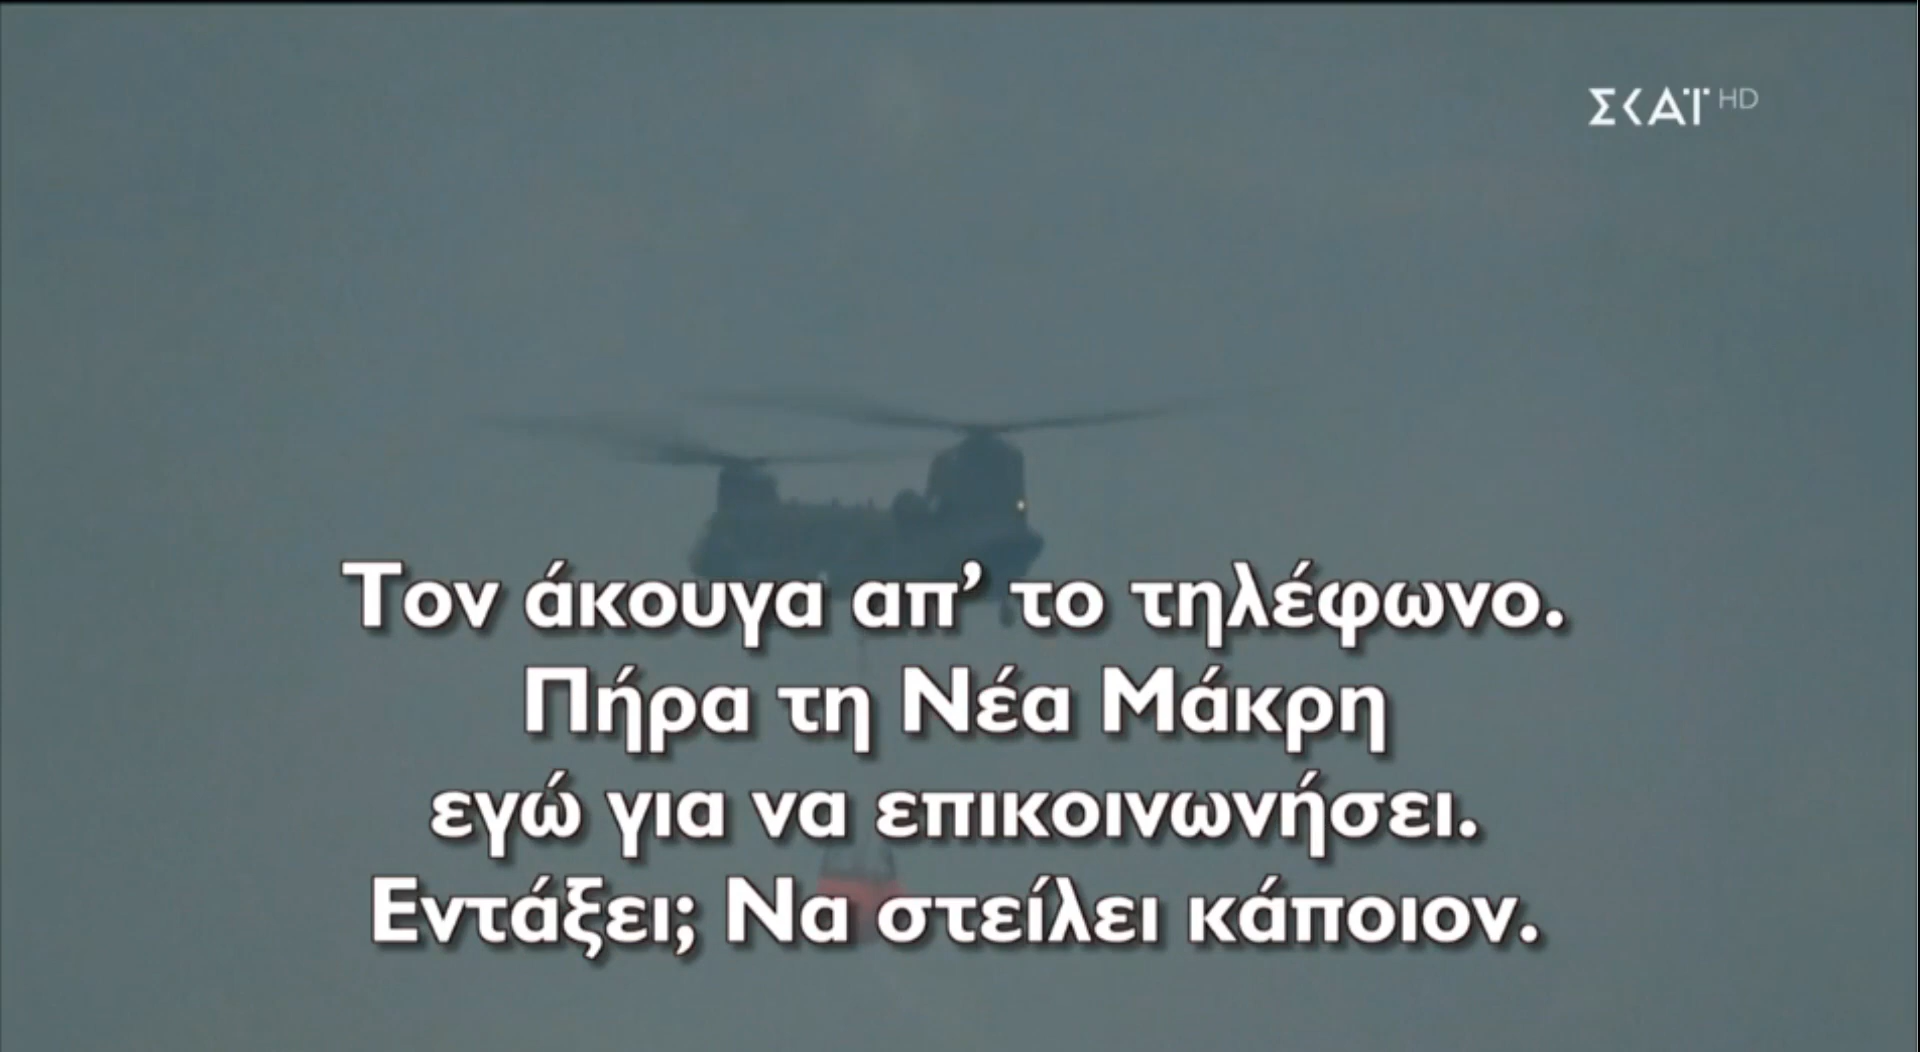 ΣΚΑΪ HD
Τον άκουγα απ’ το τηλέφωνο.
Πήρα τη Νέα Μάκρη
εγώ για να επικοινωνήσει.
Εντάξει; Να στείλει κάποιον.